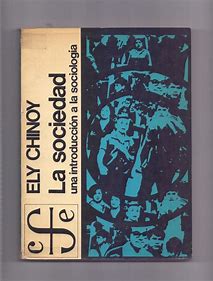 ELY CHINOY
La sociedad
una introducción a la sociología
c f e